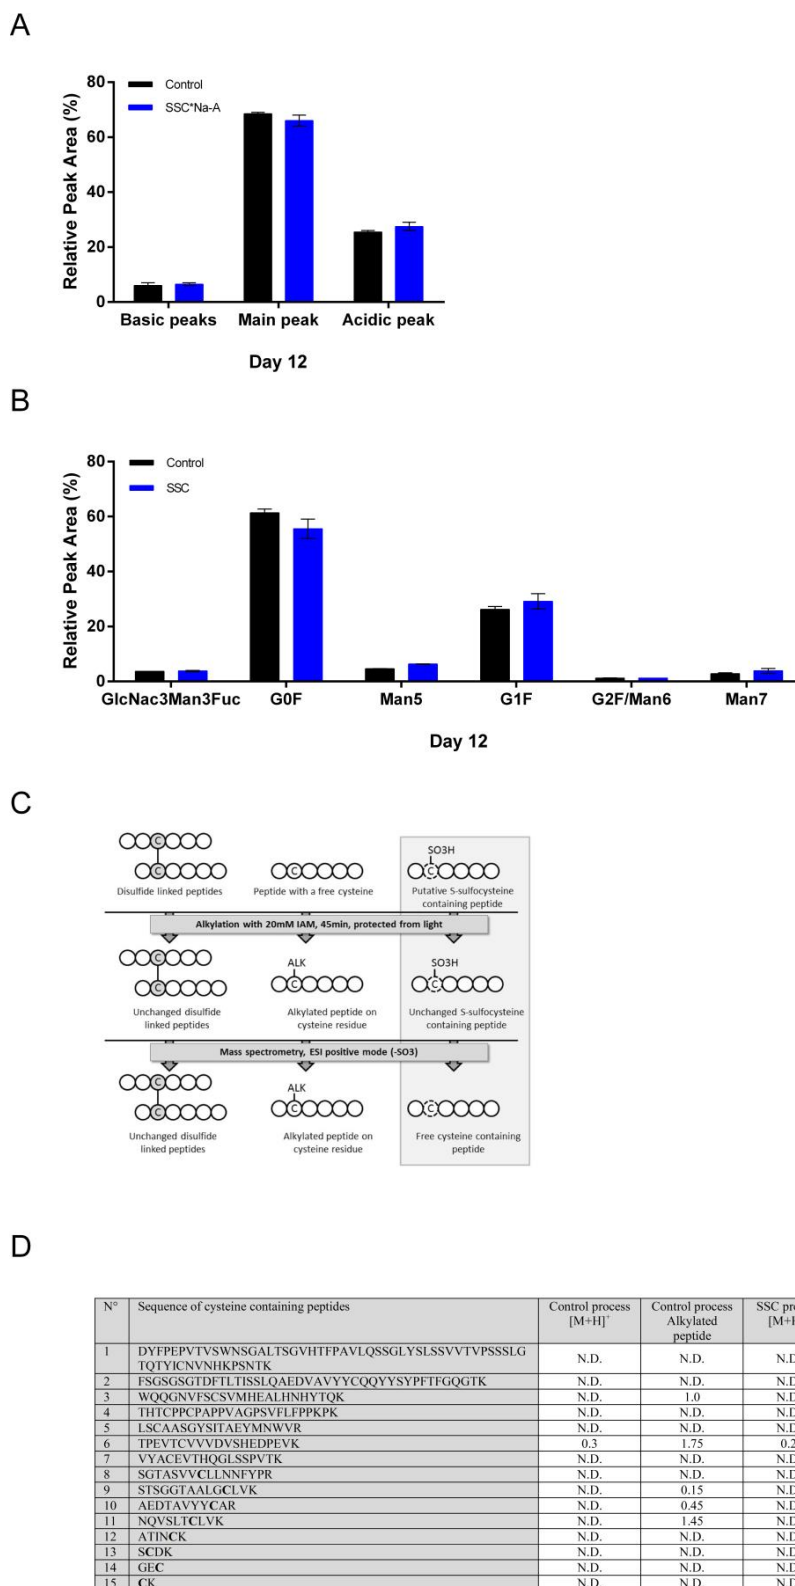 A
80
60
40
20
0
Relative Peak Area (%)
Control
SSC*Na-A
Basic peaks Main peak Acidic peak
Day 12
B
80
60
40
20
0
Relative Peak Area (%)
Control
SSC
GlcNac3Man3Fuc G0F Man5 G1F G2F/Man6 Man7
Day 12
C
SO3H
C C C
C
Disulfide linked peptides
Peptide with a free cysteine
Putative S-sulfocysteine
containing peptide
Alkylation with 20mM IAM, 45min, protected from light
ALK SO3H
C C C
C
Unchanged disulfide
linked peptides
Alkylated peptide on
cysteine residue
Unchanged S-sulfocysteine
containing peptide
Mass spectrometry, ESI positive mode (-SO3)
ALK
C C C
C
Unchanged disulfide
linked peptides
Alkylated peptide on
cysteine residue
Free cysteine containing
peptide
D
N° Sequence of cysteine containing peptides Control process [M+H]+ Control process Alkylated peptide SSC pro [M+H
1 DYFPEPVTVSWNSGALTSGVHTFPAVLQSSGLYSLSSVVTVPSSSLG
TQTYICNVNHKPSNTK N.D. N.D. N.D
2 FSGSGSGTDFTLTISSLQAEDVAVYYCQQYYSYPFTFGQGTK N.D. N.D. N.D
3 WQQGNVFSCSVMHEALHNHYTQK N.D. 1.0 N.D
4 THTCPPCPAPPVAGPSVFLFPPKPK N.D. N.D. N.D
5 LSCAASGYSITAEYMNWVR N.D. N.D. N.D
6 TPEVTCVVVDVSHEDPEVK 0.3 1.75 0.2
7 VYACEVTHQGLSSPVTK N.D. N.D. N.D
8 SGTASVVCLLNNFYPR N.D. N.D. N.D
9 STSGGTAALGCLVK N.D. 0.15 N.D
10 AEDTAVYYCAR N.D. 0.45 N.D
11 NQVSLTCLVK N.D. 1.45 N.D
12 ATINCK N.D. N.D. N.D
13 SCDK N.D. N.D. N.D
14 GEC N.D. N.D. N.D
15 CK N.D. N.D. N.D